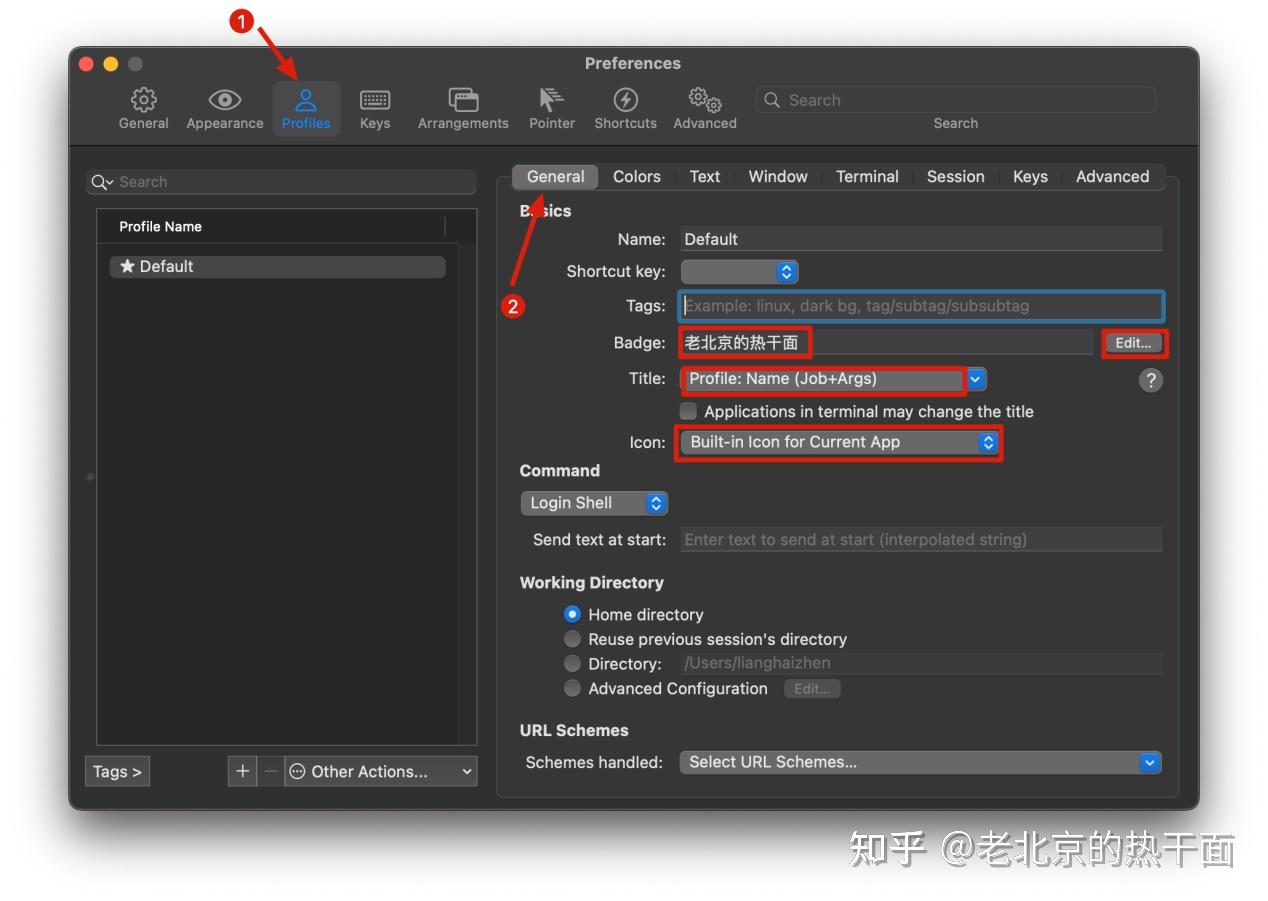 1
Preferences
General Appearance Profiles Keys Arrangements Pointer Shortcuts Advanced Search
Search
Search
Profile Name
★ Default
Tags >
+ − Other Actions...
General Colors Text Window Terminal Session Keys Advanced
2
Basics
Name: Default
Shortcut key:
Tags: Example: linux, dark bg, tag/subtag/subsubtag
Badge: 老北京的热干面 Edit...
Title: Profile: Name (Job+Args) ?
Applications in terminal may change the title
Icon: Built-in Icon for Current App
Command
Login Shell
Send text at start: Enter text to send at start (interpolated string)
Working Directory
Home directory
Reuse previous session's directory
Directory: /Users/lianghaizhen
Advanced Configuration Edit...
URL Schemes
Schemes handled: Select URL Schemes...
知乎 @老北京的热干面